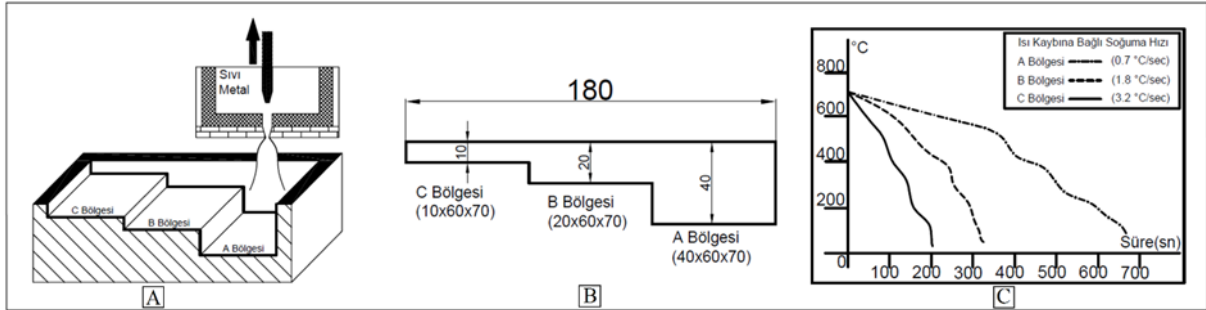 Sıvı
Metal
C Bölgesi
B Bölgesi
A Bölgesi
A
180
10
20
40
C Bölgesi
(10x60x70)
B Bölgesi
(20x60x70)
A Bölgesi
(40x60x70)
B
°C
Isı Kaybına Bağlı Soğuma Hızı
A Bölgesi (0.7 °C/sec)
B Bölgesi (1.8 °C/sec)
C Bölgesi (3.2 °C/sec)
800
600
400
200
0
Süre(sn)
100 200 300 400 500 600 700
C